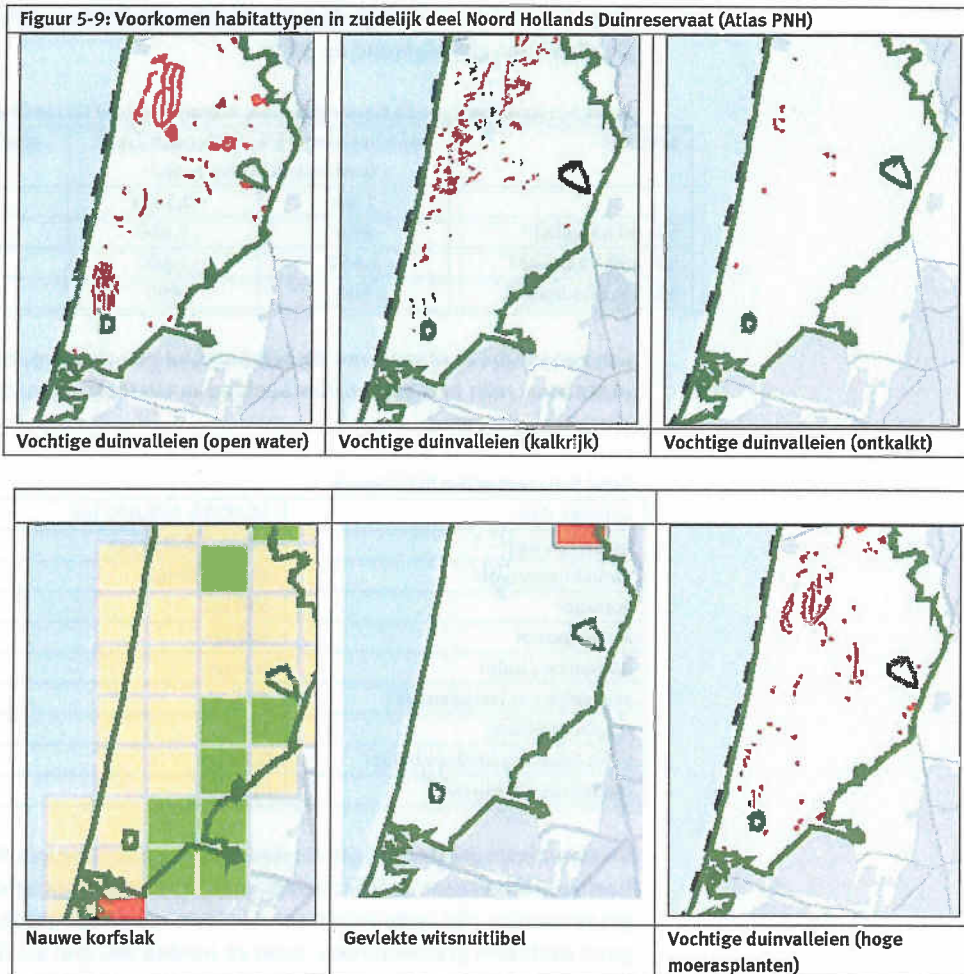 Figuur 5-9: Voorkomen habitattypen in zuidelijk deel Noord Hollands Duinreservaat (Atlas PNH)
Vochtige duinvalleien (open water)
Vochtige duinvalleien (kalkrijk)
Vochtige duinvalleien (ontkalkt)
Nauwe korfslak
Gevlekte witsnuitlibel
Vochtige duinvalleien (hoge
moerasplanten)